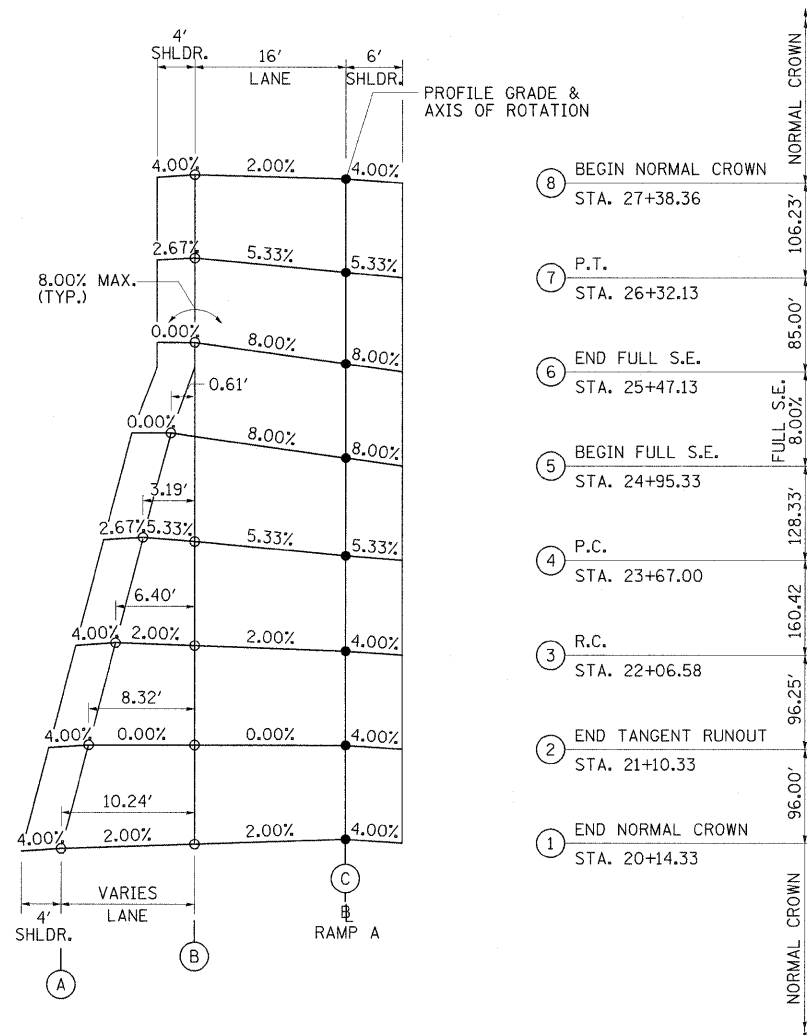 4'
SHLDR.
16'
LANE
6'
SHLDR.
PROFILE GRADE &
AXIS OF ROTATION
4.00% 2.00% 4.00%
2.67% 5.33% 5.33%
8.00% MAX.
(TYP.)
0.00% 8.00% 8.00%
0.61'
0.00% 8.00% 8.00%
3.19'
2.67% 5.33% 5.33% 5.33%
6.40'
4.00% 2.00% 2.00% 4.00%
8.32'
4.00% 0.00% 0.00% 4.00%
10.24'
4.00% 2.00% 2.00% 4.00%
VARIES
LANE
4'
SHLDR.
A
B
C
BL
RAMP A
NORMAL CROWN
8 BEGIN NORMAL CROWN
STA. 27+38.36
106.23'
7 P.T.
STA. 26+32.13
85.00'
6 END FULL S.E.
STA. 25+47.13
FULL S.E.
8.00%
5 BEGIN FULL S.E.
STA. 24+95.33
128.33'
4 P.C.
STA. 23+67.00
160.42
3 R.C.
STA. 22+06.58
96.25'
2 END TANGENT RUNOUT
STA. 21+10.33
96.00'
1 END NORMAL CROWN
STA. 20+14.33
NORMAL CROWN